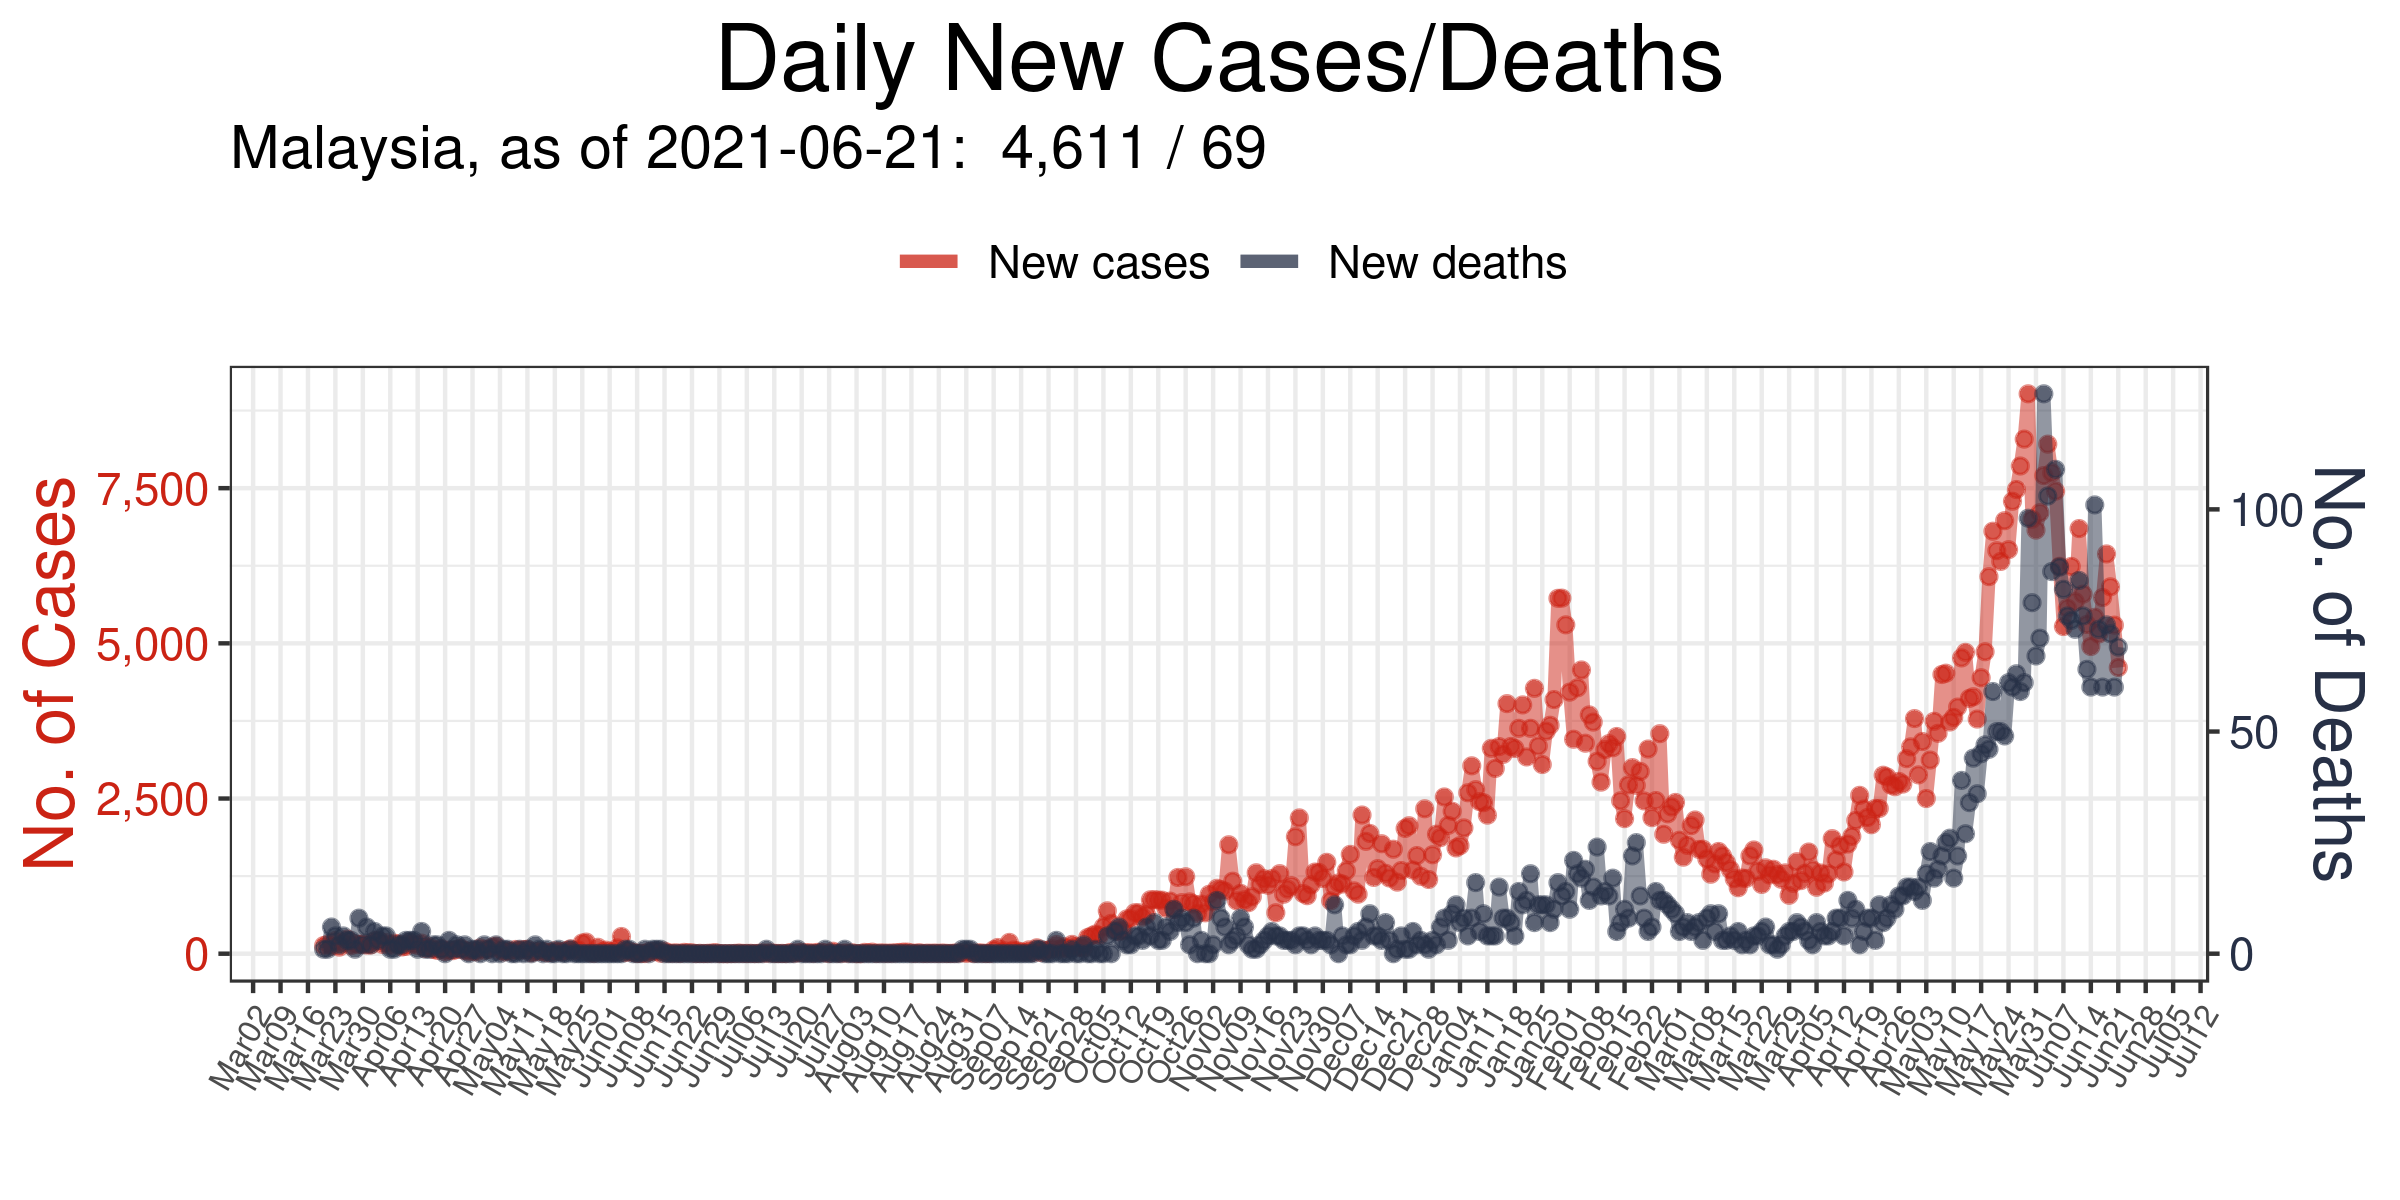 Daily New Cases/Deaths
Malaysia, as of 2021-06-21:  4,611 / 69
New cases
New deaths
No. of Cases
7,500
5,000
2,500
0
100
50
0
No. of Deaths
Mar02
Mar09
Mar16
Mar23
Mar30
Apr06
Apr13
Apr20
Apr27
May04
May11
May18
May25
Jun01
Jun08
Jun15
Jun22
Jun29
Jul06
Jul13
Jul20
Jul27
Aug03
Aug10
Aug17
Aug24
Aug31
Sep07
Sep14
Sep21
Sep28
Oct05
Oct12
Oct19
Oct26
Nov02
Nov09
Nov16
Nov23
Nov30
Dec07
Dec14
Dec21
Dec28
Jan04
Jan11
Jan18
Jan25
Feb01
Feb08
Feb15
Feb22
Mar01
Mar08
Mar15
Mar22
Mar29
Apr05
Apr12
Apr19
Apr26
May03
May10
May17
May24
May31
Jun07
Jun14
Jun21
Jun28
Jul05
Jul12